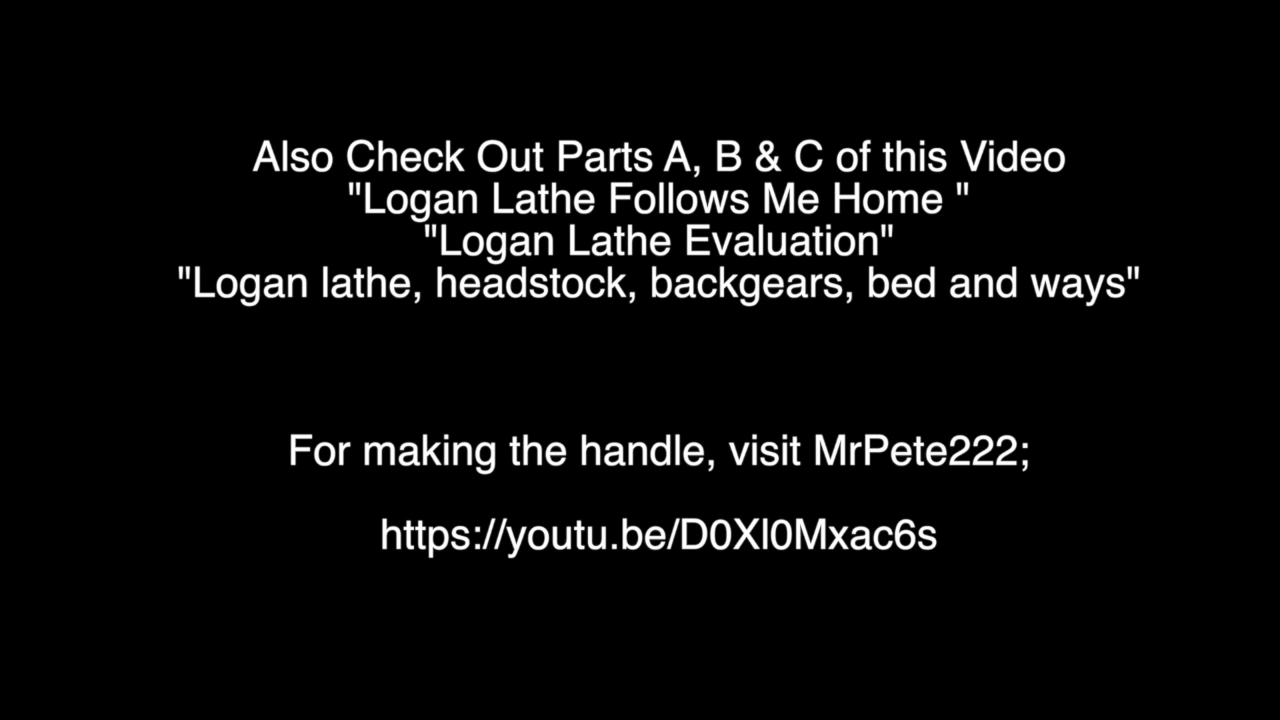 Also Check Out Parts A, B & C of this Video
"Logan Lathe Follows Me Home "
"Logan Lathe Evaluation"
"Logan lathe, headstock, backgears, bed and ways"
For making the handle, visit MrPete222;
https://youtu.be/D0Xl0Mxac6s